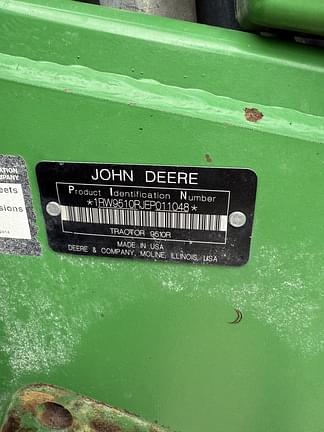 JOHN DEERE
Product Identification Number
*1RW9510RJEP011048*
TRACTOR 9510R
MADE IN USA
DEERE & COMPANY, MOLINE, ILLINOIS, USA